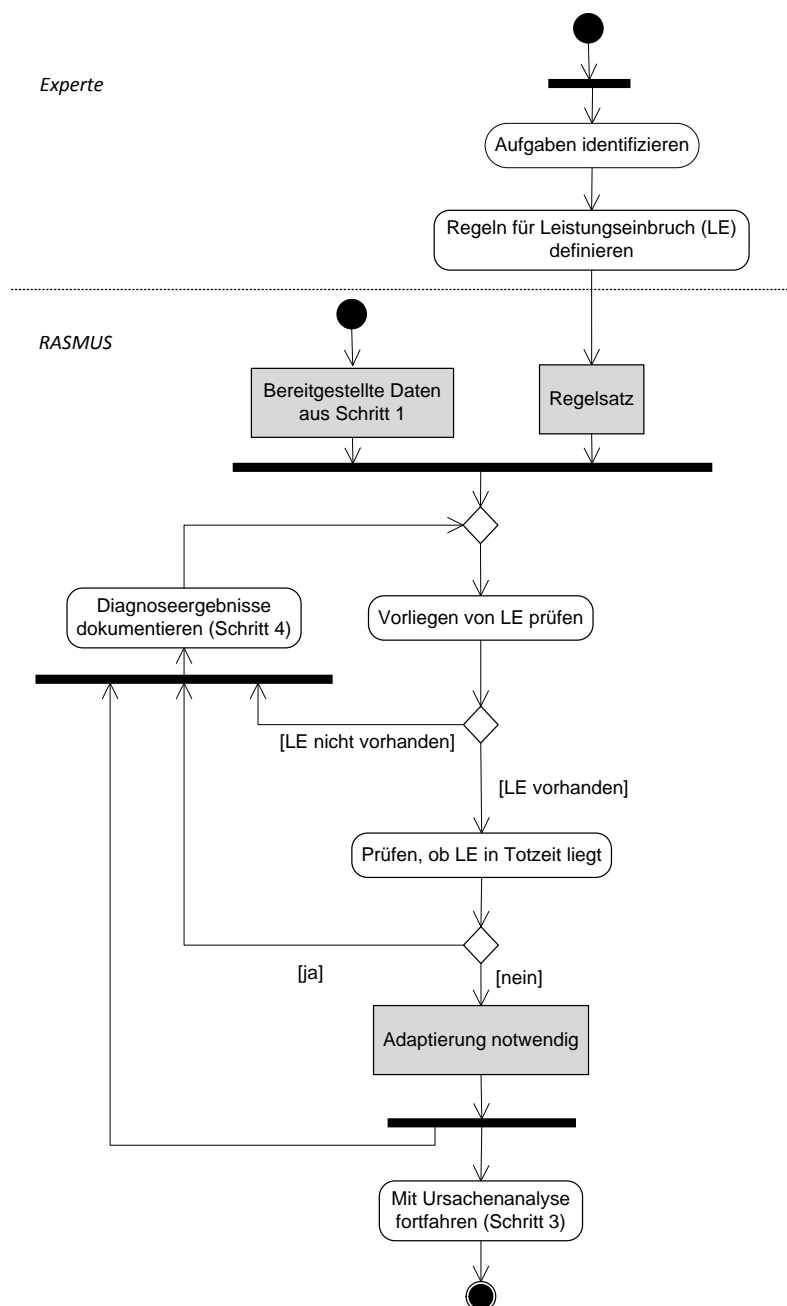 Experte
Aufgaben identifizieren
Regeln für Leistungseinbruch (LE)
definieren
RASMUS
Bereitgestellte Daten
aus Schritt 1
Regelsatz
Diagnoseergebnisse
dokumentieren (Schritt 4)
Vorliegen von LE prüfen
[LE nicht vorhanden]
[LE vorhanden]
Prüfen, ob LE in Totzeit liegt
[ja]
[nein]
Adaptierung notwendig
Mit Ursachenanalyse
fortfahren (Schritt 3)